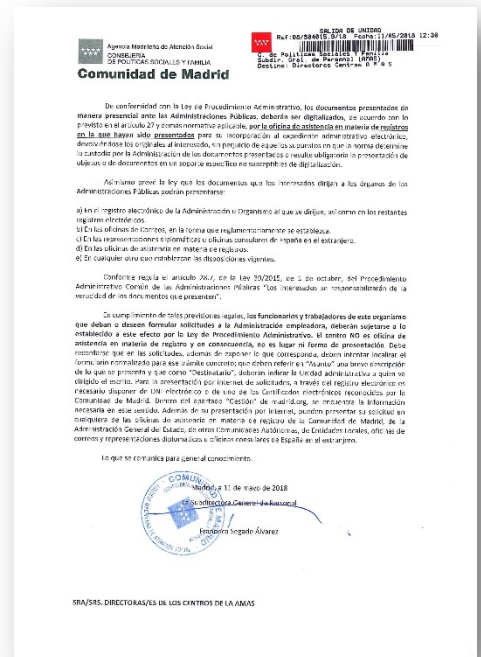 SALIDA DE UNIDAD
Ref:08/504015.9/18 Fecha:11/05/2018 12:30
C. de Políticas Sociales y Familia
Subdir. Gral. de Personal (AMAS)
Destino: Directores Centros A M A S
Agencia Madrileña de Atención Social
CONSEJERÍA
DE POLÍTICAS SOCIALES Y FAMILIA
Comunidad de Madrid
De conformidad con la Ley de Procedimiento Administrativo, los documentos presentados de
manera presencial ante las Administraciones Públicas, deberán ser digitalizados, de acuerdo con lo
previsto en el artículo 27 y demás normativa aplicable, por la oficina de asistencia en materia de registros
en la que hayan sido presentados para su incorporación al expediente administrativo electrónico,
devolviéndose los originales al interesado, sin perjuicio de aquellos supuestos en que la norma determine
la custodia por la Administración de los documentos presentados o resulte obligatoria la presentación de
objetos o de documentos en un soporte específico no susceptibles de digitalización.
Asimismo prevé la ley que los documentos que los interesados dirijan a los órganos de las
Administraciones Públicas podrán presentarse:
a) En el registro electrónico de la Administración u Organismo al que se dirijan, así como en los restantes
registros electrónicos.
b) En las oficinas de Correos, en la forma que reglamentariamente se establezca.
c) En las representaciones diplomáticas u oficinas consulares de España en el extranjero.
d) En las oficinas de asistencia en materia de registros.
e) En cualquier otro que establezcan las disposiciones vigentes.
Conforme regula el artículo 28.7, de la Ley 39/2015, de 1 de octubre, del Procedimiento
Administrativo Común de las Administraciones Públicas "Los interesados se responsabilizarán de la
veracidad de los documentos que presenten".
En cumplimiento de tales previsiones legales, los funcionarios y trabajadores de este organismo
que deban o deseen formular solicitudes a la Administración empleadora, deberán sujetarse a lo
establecido a este efecto por la Ley de Procedimiento Administrativo. El centro NO es oficina de
asistencia en materia de registro y en consecuencia, no es lugar ni forma de presentación. Debe
recordarse que en las solicitudes, además de exponer lo que corresponda, deben intentar localizar el
formulario normalizado para ese trámite concreto; que deben referir en "Asunto" una breve descripción
de lo que se presenta y que como "Destinatario", deberán indicar la Unidad administrativa a quien va
dirigido el escrito. Para la presentación por internet de solicitudes, a través del registro electrónico es
necesario disponer de DNI electrónico o de uno de los Certificados electrónicos reconocidos por la
Comunidad de Madrid. Dentro del apartado "Gestión" de madrid.org, se encuentra la información
necesaria en este sentido. Además de su presentación por internet, pueden presentar su solicitud en
cualquiera de las oficinas de asistencia en materia de registro de la Comunidad de Madrid, de la
Administración General del Estado, de otras Comunidades Autónomas, de Entidades Locales, oficinas de
correos y representaciones diplomáticas u oficinas consulares de España en el extranjero.
Lo que se comunica para general conocimiento.
Madrid, a 11 de mayo de 2018
La Subdirectora General de Personal
Francisca Segado Álvarez
SRA/SRS. DIRECTORAS/ES DE LOS CENTROS DE LA AMAS